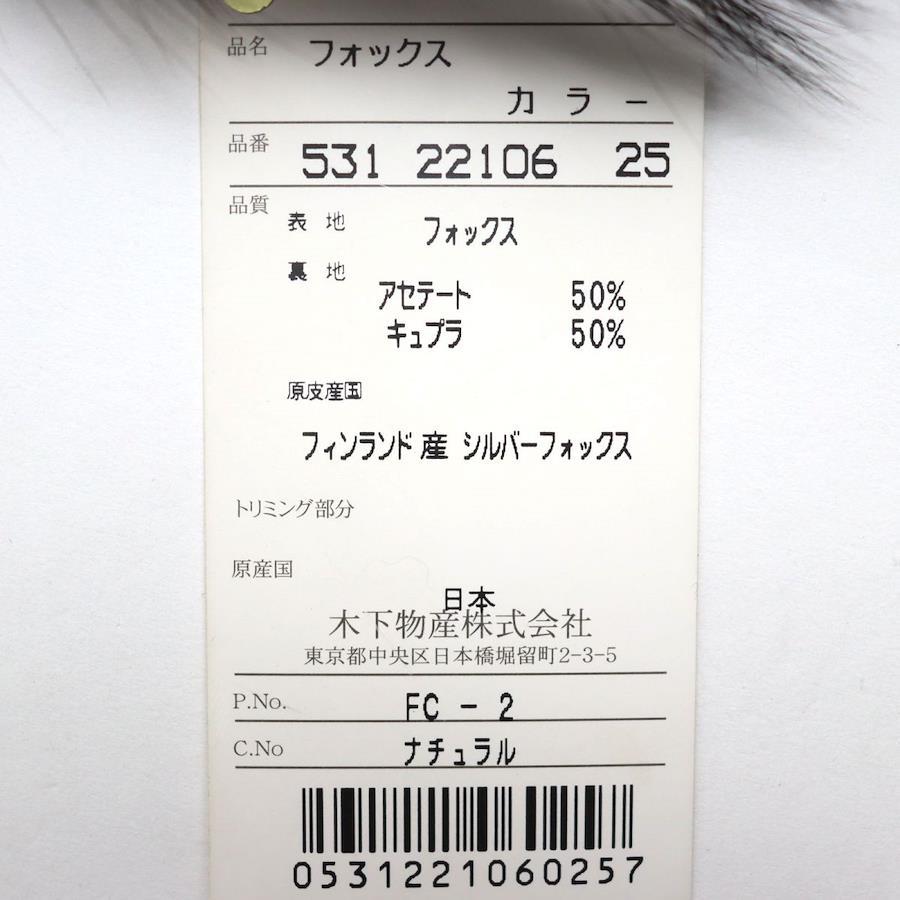 品名 フォックス
カラー
品番 531 22106 25
品質
表地 フォックス
裏地
アセテート 50%
キュプラ 50%
原皮産国
フィンランド産 シルバーフォックス
トリミング部分
原産国
日本
木下物産株式会社
東京都中央区日本橋堀留町2-3-5
P.No. FC - 2
C.No ナチュラル
0531221060257